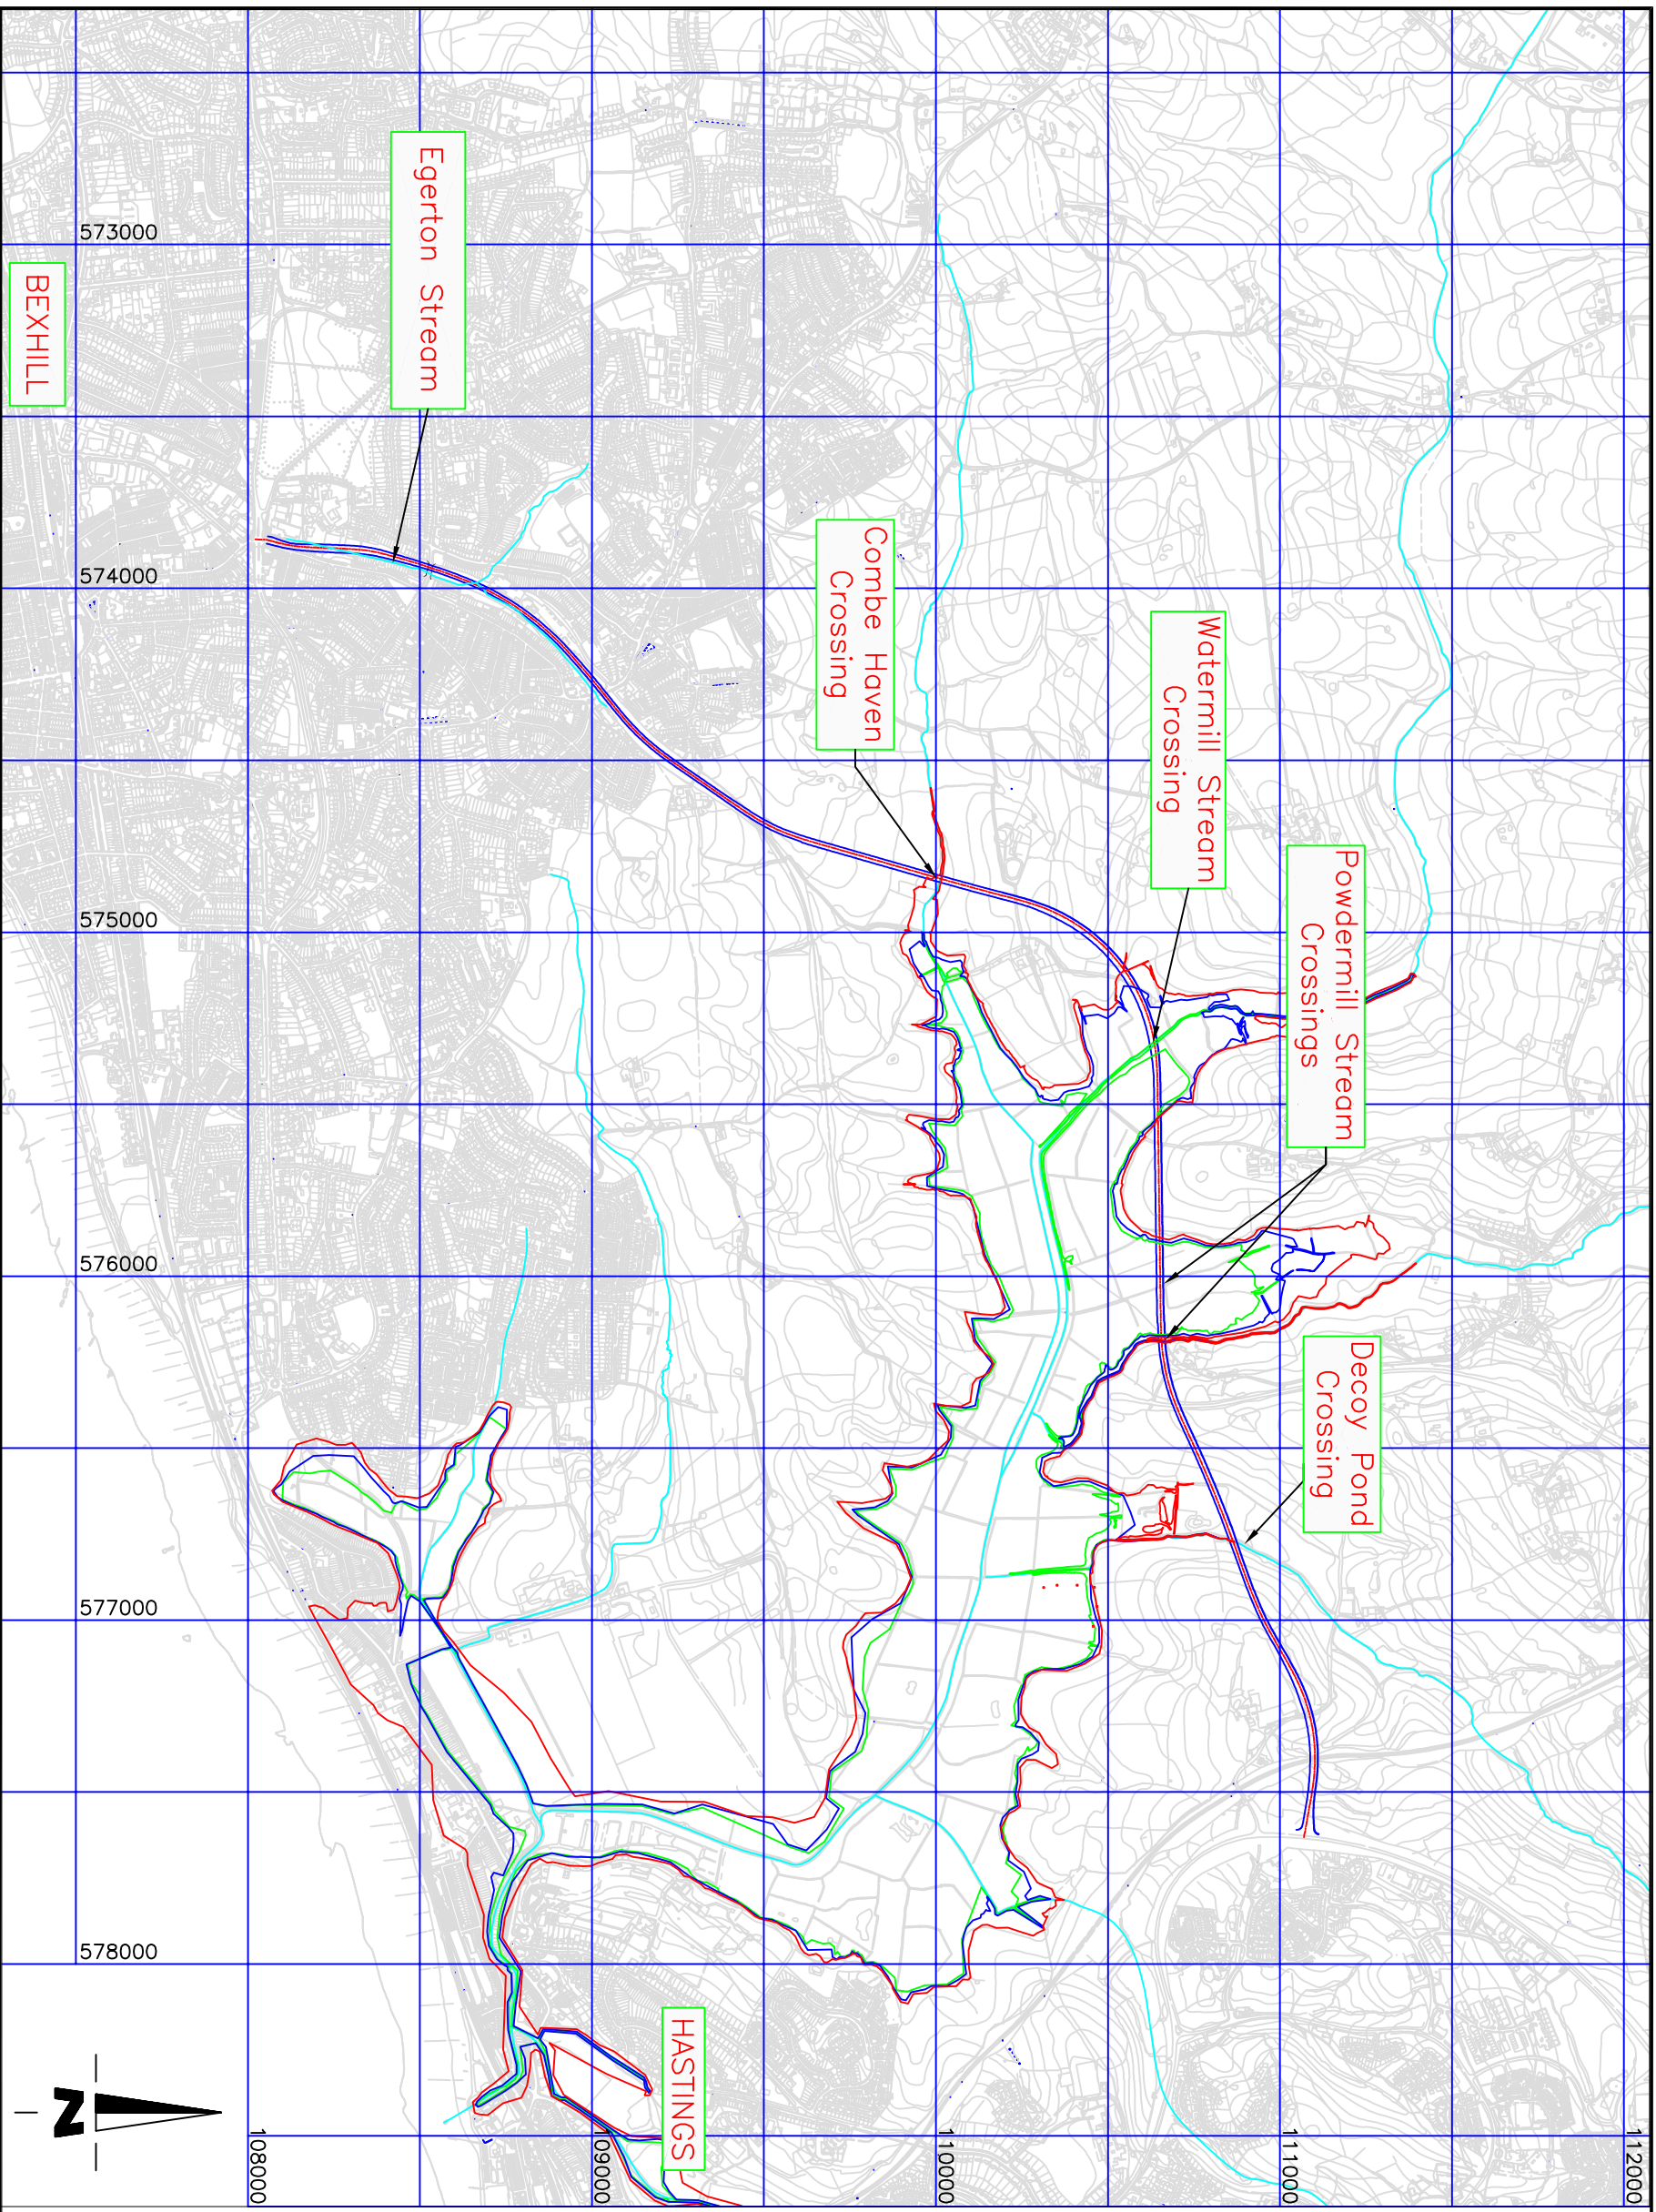 Powdermill Stream
Crossings
Decoy Pond
Crossing
Watermill Stream
Crossing
Combe Haven
Crossing
Egerton Stream
HASTINGS
BEXHILL
112000
111000
110000
109000
108000
573000
574000
575000
576000
577000
578000
N